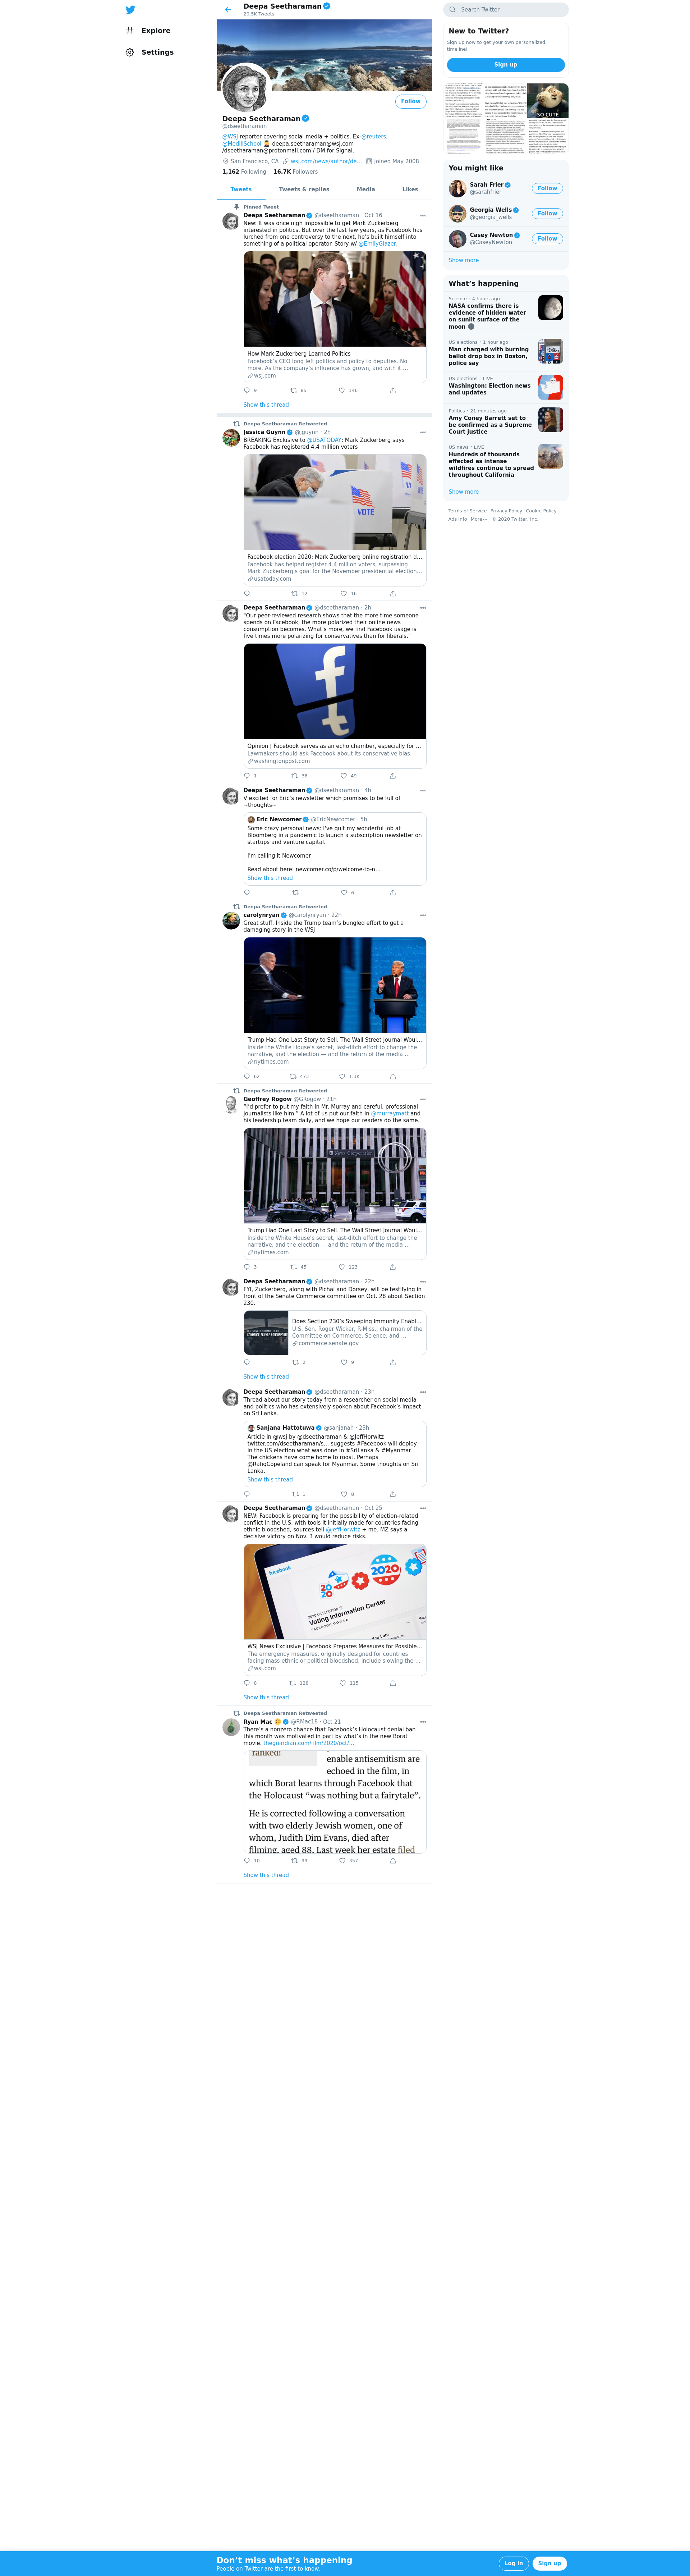 Explore
Settings
Deepa Seetharaman
20.5K Tweets
Follow
Deepa Seetharaman
@dseetharaman
@WSJ reporter covering social media + politics. Ex-@reuters,
@MedillSchool deepa.seetharaman@wsj.com
/dseetharaman@protonmail.com / DM for Signal.
San Francisco, CA wsj.com/news/author/de… Joined May 2008
1,162 Following 16.7K Followers
Tweets Tweets & replies Media Likes
Pinned Tweet
Deepa Seetharaman @dseetharaman · Oct 16
New: It was once nigh impossible to get Mark Zuckerberg
interested in politics. But over the last few years, as Facebook has
lurched from one controversy to the next, he's built himself into
something of a political operator. Story w/ @EmilyGlazer.
How Mark Zuckerberg Learned Politics
Facebook's CEO long left politics and policy to deputies. No
more. As the company's influence has grown, and with it …
wsj.com
9 85 146
Show this thread
Deepa Seetharaman Retweeted
Jessica Guynn @jguynn · 2h
BREAKING Exclusive to @USATODAY: Mark Zuckerberg says
Facebook has registered 4.4 million voters
VOTE
VOTE
Facebook election 2020: Mark Zuckerberg online registration d…
Facebook has helped register 4.4 million voters, surpassing
Mark Zuckerberg's goal for the November presidential election…
usatoday.com
12 16
Deepa Seetharaman @dseetharaman · 2h
"Our peer-reviewed research shows that the more time someone
spends on Facebook, the more polarized their online news
consumption becomes. What's more, we find Facebook usage is
five times more polarizing for conservatives than for liberals."
Opinion | Facebook serves as an echo chamber, especially for …
Lawmakers should ask Facebook about its conservative bias.
washingtonpost.com
1 36 49
Deepa Seetharaman @dseetharaman · 4h
V excited for Eric's newsletter which promises to be full of
~thoughts~
Eric Newcomer @EricNewcomer · 5h
Some crazy personal news: I've quit my wonderful job at
Bloomberg in a pandemic to launch a subscription newsletter on
startups and venture capital.
I'm calling it Newcomer
Read about here: newcomer.co/p/welcome-to-n…
Show this thread
6
Deepa Seetharaman Retweeted
carolynryan @carolynryan · 22h
Great stuff. Inside the Trump team's bungled effort to get a
damaging story in the WSJ
Trump Had One Last Story to Sell. The Wall Street Journal Woul…
Inside the White House's secret, last-ditch effort to change the
narrative, and the election — and the return of the media …
nytimes.com
62 473 1.3K
Deepa Seetharaman Retweeted
Geoffrey Rogow @GRogow · 21h
"I'd prefer to put my faith in Mr. Murray and careful, professional
journalists like him." A lot of us put our faith in @murraymatt and
his leadership team daily, and we hope our readers do the same.
Trump Had One Last Story to Sell. The Wall Street Journal Woul…
Inside the White House's secret, last-ditch effort to change the
narrative, and the election — and the return of the media …
nytimes.com
3 45 123
Deepa Seetharaman @dseetharaman · 22h
FYI, Zuckerberg, along with Pichai and Dorsey, will be testifying in
front of the Senate Commerce committee on Oct. 28 about Section
230.
Does Section 230's Sweeping Immunity Enabl…
U.S. Sen. Roger Wicker, R-Miss., chairman of the
Committee on Commerce, Science, and …
commerce.senate.gov
2 9
Show this thread
Deepa Seetharaman @dseetharaman · 23h
Thread about our story today from a researcher on social media
and politics who has extensively spoken about Facebook's impact
on Sri Lanka.
Sanjana Hattotuwa @sanjanah · 23h
Article in @wsj by @dseetharaman & @JeffHorwitz
twitter.com/dseetharaman/s… suggests #Facebook will deploy
in the US election what was done in #SriLanka & #Myanmar.
The chickens have come home to roost. Perhaps
@RafiqCopeland can speak for Myanmar. Some thoughts on Sri
Lanka.
Show this thread
1 8
Deepa Seetharaman @dseetharaman · Oct 25
NEW: Facebook is preparing for the possibility of election-related
conflict in the U.S. with tools it initially made for countries facing
ethnic bloodshed, sources tell @JeffHorwitz + me. MZ says a
decisive victory on Nov. 3 would reduce risks.
facebook
2020
2020
Voting Information Center
WSJ News Exclusive | Facebook Prepares Measures for Possible…
The emergency measures, originally designed for countries
facing mass ethnic or political bloodshed, include slowing the …
wsj.com
8 128 115
Show this thread
Deepa Seetharaman Retweeted
Ryan Mac @RMac18 · Oct 21
There's a nonzero chance that Facebook's Holocaust denial ban
this month was motivated in part by what's in the new Borat
movie. theguardian.com/film/2020/oct/…
ranked!
enable antisemitism are
echoed in the film, in
which Borat learns through Facebook that
the Holocaust "was nothing but a fairytale".
He is corrected following a conversation
with two elderly Jewish women, one of
whom, Judith Dim Evans, died after
filming, aged 88. Last week her estate filed
10 99 357
Show this thread
Search Twitter
New to Twitter?
Sign up now to get your own personalized
timeline!
Sign up
SO CUTE
You might like
Sarah Frier
@sarahfrier
Follow
Georgia Wells
@georgia_wells
Follow
Casey Newton
@CaseyNewton
Follow
Show more
What's happening
Science · 4 hours ago
NASA confirms there is
evidence of hidden water
on sunlit surface of the
moon
US elections · 1 hour ago
Man charged with burning
ballot drop box in Boston,
police say
US elections · LIVE
Washington: Election news
and updates
Politics · 21 minutes ago
Amy Coney Barrett set to
be confirmed as a Supreme
Court justice
US news · LIVE
Hundreds of thousands
affected as intense
wildfires continue to spread
throughout California
Show more
Terms of Service Privacy Policy Cookie Policy
Ads info More © 2020 Twitter, Inc.
Don't miss what's happening
People on Twitter are the first to know.
Log in
Sign up